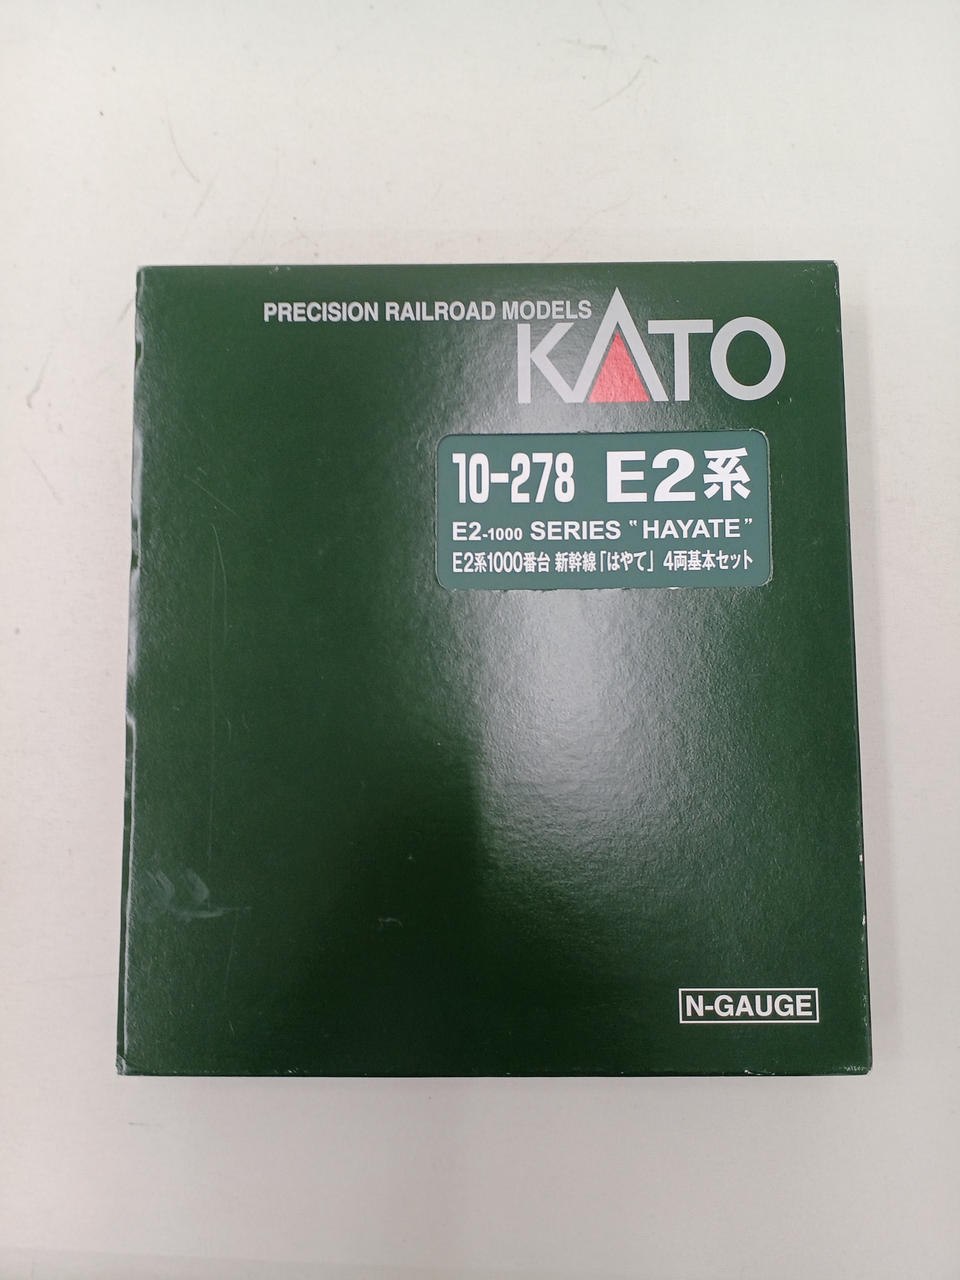 PRECISION RAILROAD MODELS
KATO
10-278 E2系
E2-1000 SERIES “HAYATE”
E2系1000番台 新幹線「はやて」 4両基本セット
N-GAUGE